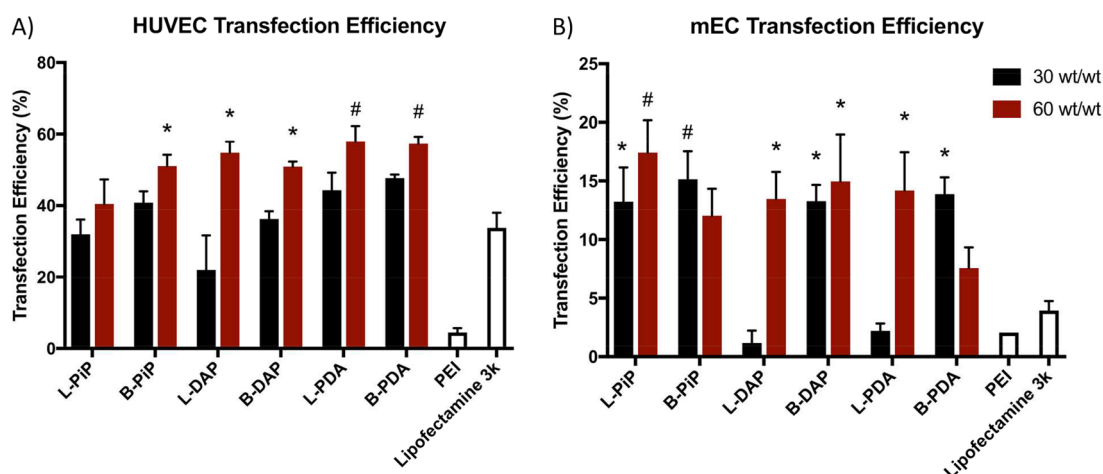 A)
HUVEC Transfection Efficiency
Transfection Efficiency (%)
80
60
40
20
0
*
*
*
#
#
L-PiP
B-PiP
L-DAP
B-DAP
L-PDA
B-PDA
PEI
Lipofectamine 3k
B)
mEC Transfection Efficiency
Transfection Efficiency (%)
25
20
15
10
5
0
*
#
#
*
*
*
*
*
L-PiP
B-PiP
L-DAP
B-DAP
L-PDA
B-PDA
PEI
Lipofectamine 3k
30 wt/wt
60 wt/wt